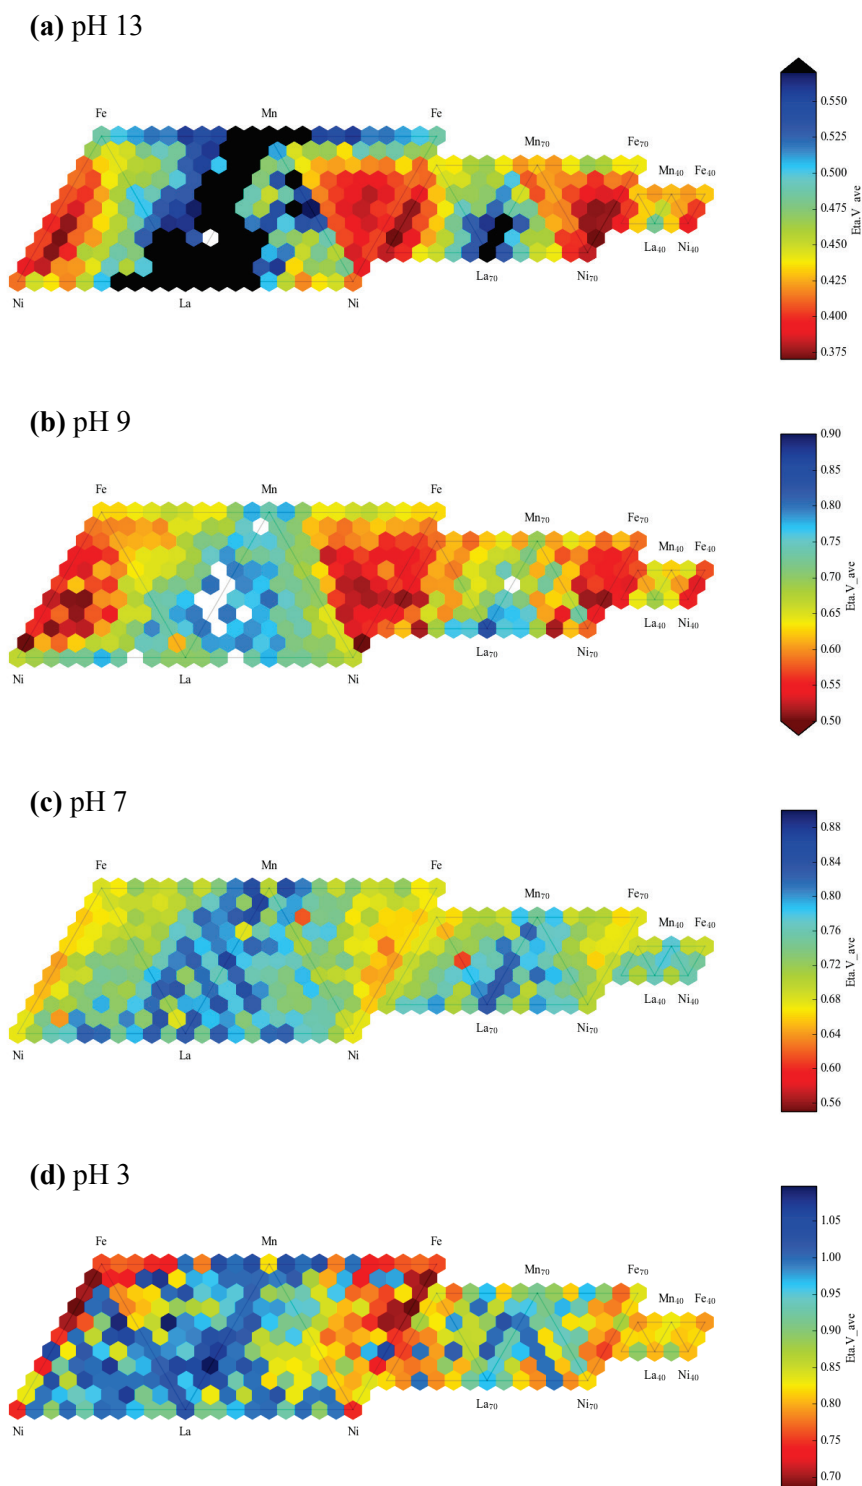 (a) pH 13
Fe Mn Fe
Mn70 Fe70
Mn40 Fe40
La40 Ni40
Ni La Ni
La70 Ni70
0.550
0.525
0.500
0.475
0.450
0.425
0.400
0.375
Eta.V_ave
(b) pH 9
Fe Mn Fe
Mn70 Fe70
Mn40 Fe40
La40 Ni40
Ni La Ni
La70 Ni70
0.90
0.85
0.80
0.75
0.70
0.65
0.60
0.55
0.50
Eta.V_ave
(c) pH 7
Fe Mn Fe
Mn70 Fe70
Mn40 Fe40
La40 Ni40
Ni La Ni
La70 Ni70
0.88
0.84
0.80
0.76
0.72
0.68
0.64
0.60
0.56
Eta.V_ave
(d) pH 3
Fe Mn Fe
Mn70 Fe70
Mn40 Fe40
La40 Ni40
Ni La Ni
La70 Ni70
1.05
1.00
0.95
0.90
0.85
0.80
0.75
0.70
Eta.V_ave